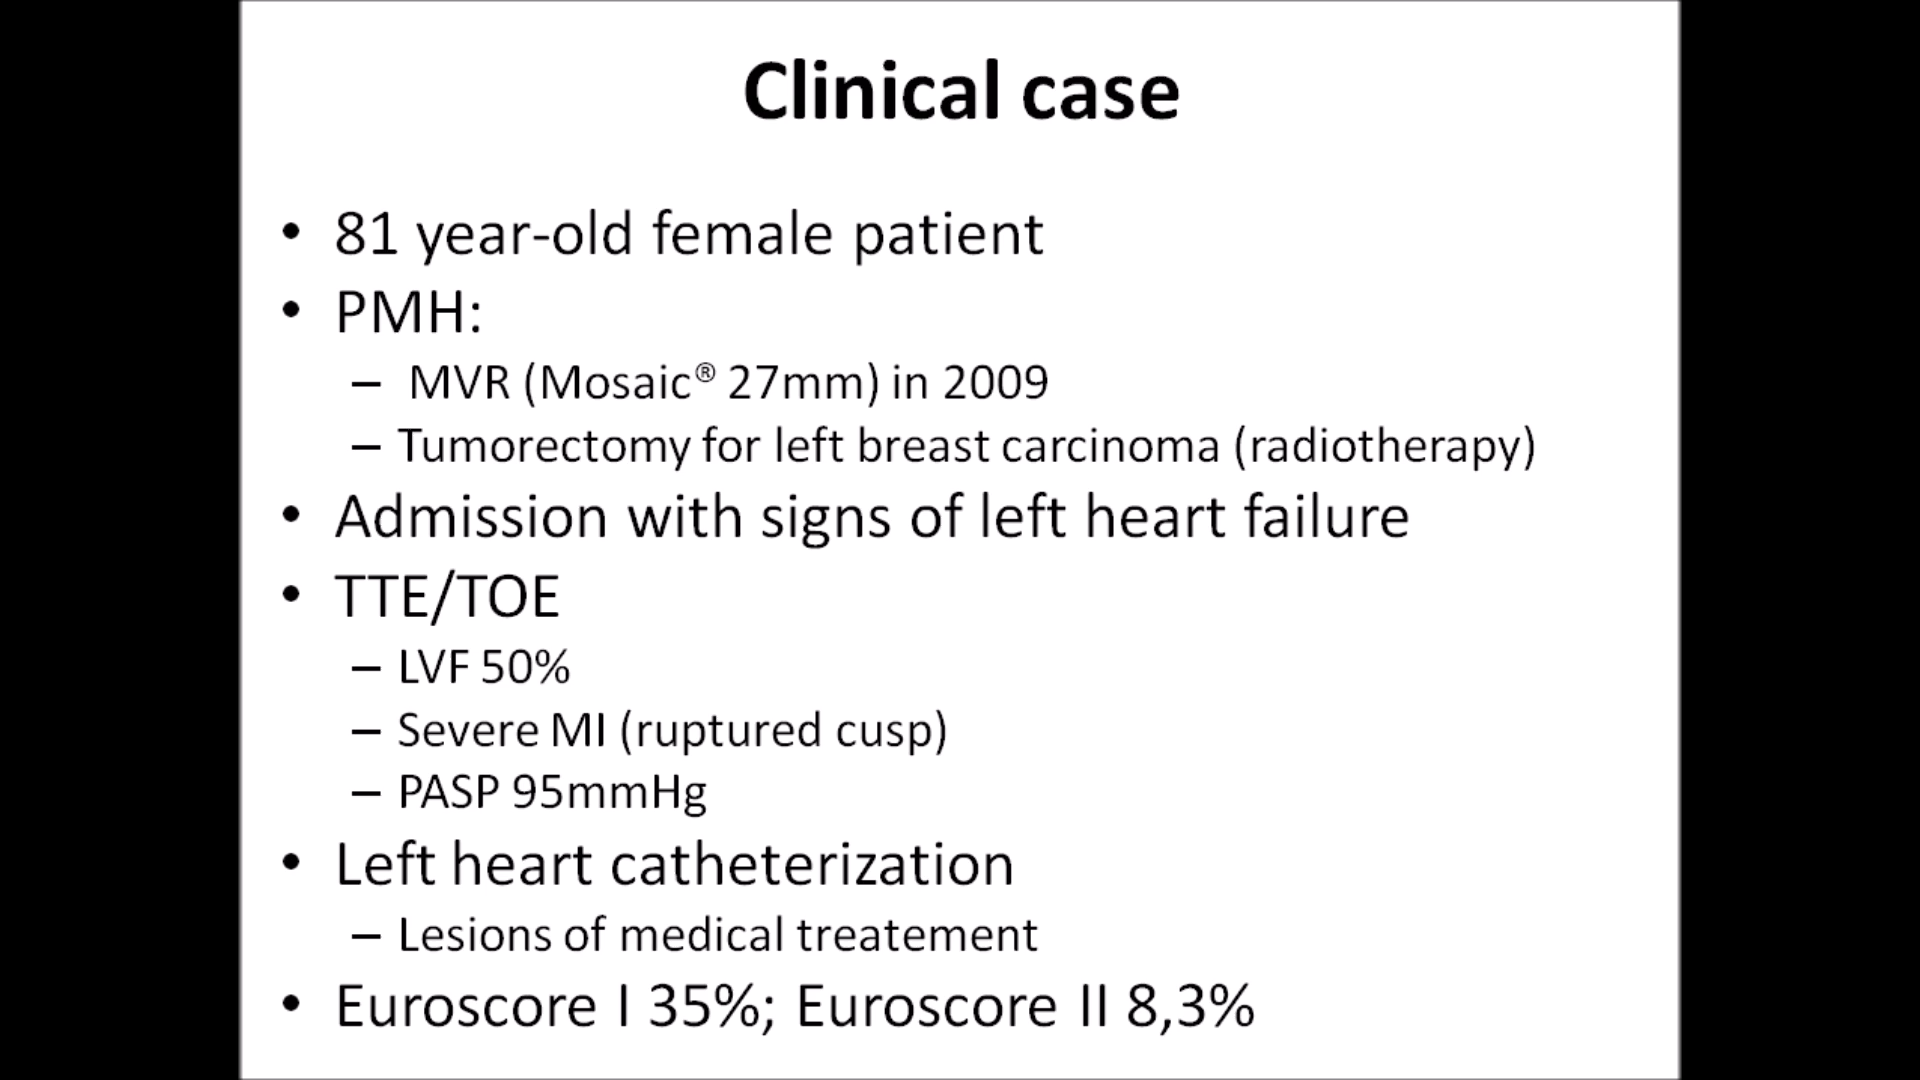 Clinical case
• 81 year-old female patient
• PMH:
– MVR (Mosaic® 27mm) in 2009
– Tumorectomy for left breast carcinoma (radiotherapy)
• Admission with signs of left heart failure
• TTE/TOE
– LVF 50%
– Severe MI (ruptured cusp)
– PASP 95mmHg
• Left heart catheterization
– Lesions of medical treatement
• Euroscore I 35%; Euroscore II 8,3%